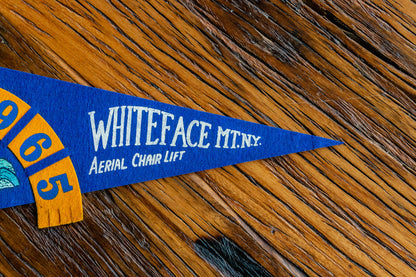 965
WHITEFACE MT. N.Y.
AERIAL CHAIR LIFT